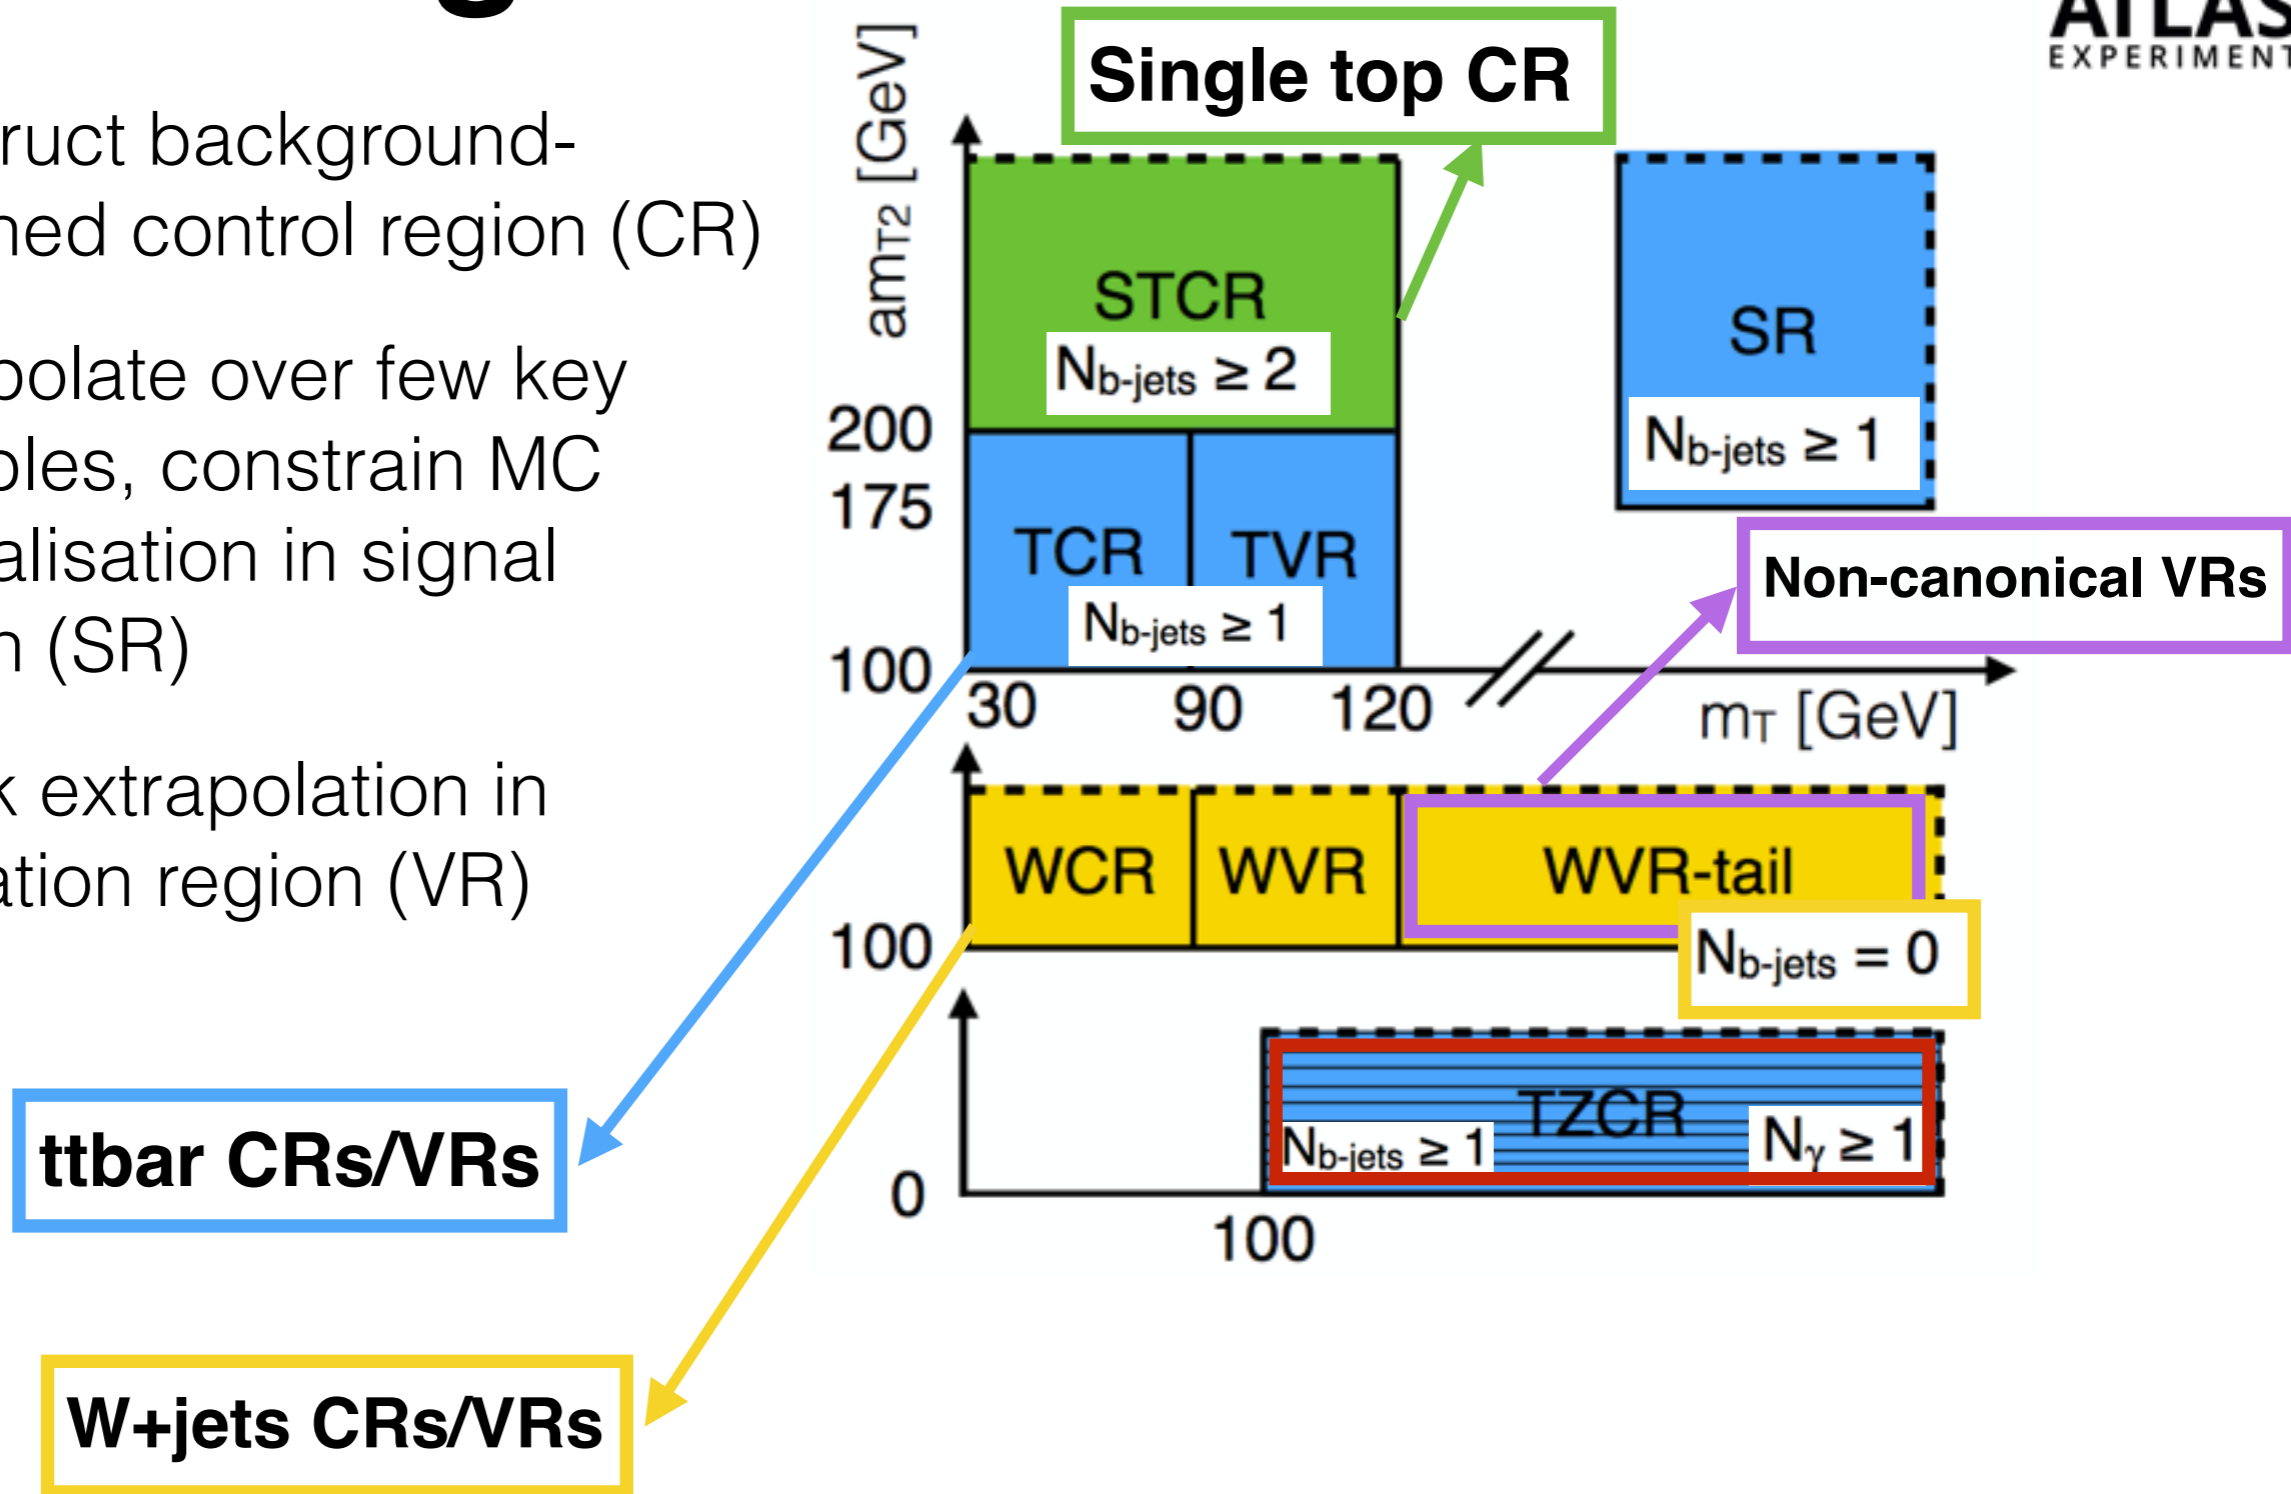 ATLAS
EXPERIMENT
ruct background-
ned control region (CR)
polate over few key
bles, constrain MC
alisation in signal
n (SR)
k extrapolation in
ation region (VR)
ttbar CRs/VRs
W+jets CRs/VRs
Single top CR
amT2 [GeV]
STCR
Nb-jets ≥ 2
SR
Nb-jets ≥ 1
200
175
TCR
TVR
Nb-jets ≥ 1
100
30
90
120
mT [GeV]
Non-canonical VRs
WCR
WVR
WVR-tail
Nb-jets = 0
100
TZCR
Nb-jets ≥ 1
Nγ ≥ 1
0
100